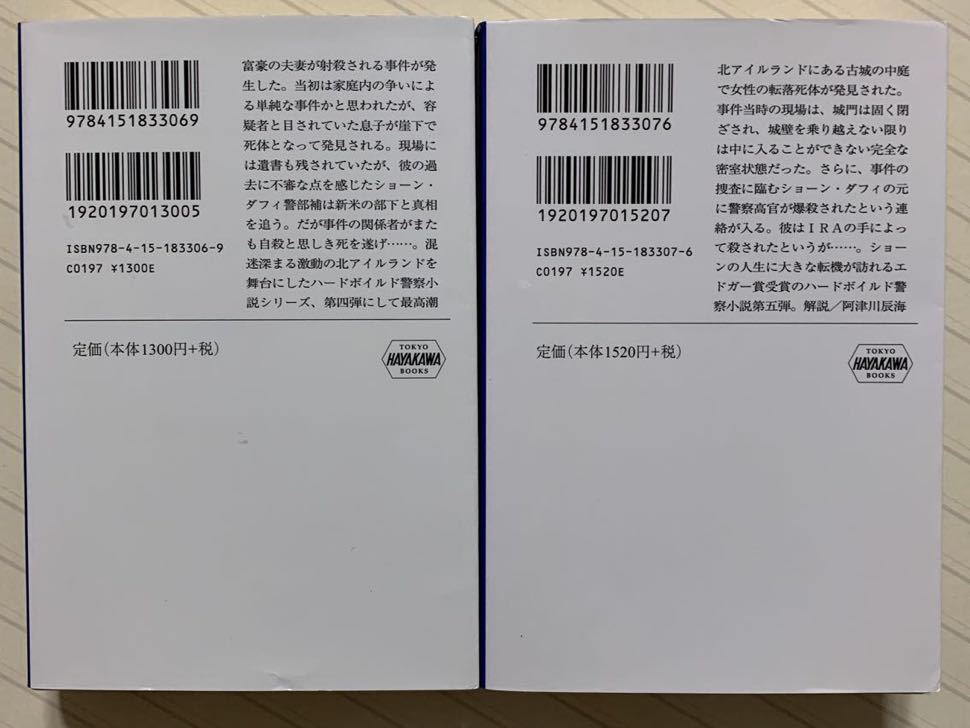 9784151833069
1920197013005
ISBN978-4-15-183306-9
C0197 ¥1300E
富豪の夫妻が射殺される事件が発
生した。当初は家庭内の争いによ
る単純な事件かと思われたが、容
疑者と目されていた息子が崖下で
死体となって発見される。現場に
は遺書も残されていたが、彼の過
去に不審な点を感じたショーン・
ダフィ警部補は新米の部下と真相
を追う。だが事件の関係者がまた
も自殺と思しき死を遂げ……。混
迷深まる激動の北アイルランドを
舞台にしたハードボイルド警察小
説シリーズ、第四弾にして最高潮
定価(本体1300円+税)
TOKYO
HAYAKAWA
BOOKS
9784151833076
1920197015207
ISBN978-4-15-183307-6
C0197 ¥1520E
北アイルランドにある古城の中庭
で女性の転落死体が発見された。
事件当時の現場は、城門は固く閉
ざされ、城壁を乗り越えない限り
は中に入ることができない完全な
密室状態だった。さらに、事件の
捜査に臨むショーン・ダフィの元
に警察高官が爆殺されたという連
絡が入る。彼はＩＲＡの手によっ
て殺されたというが……。ショー
ンの人生に大きな転機が訪れるエ
ドガー賞受賞のハードボイルド警
察小説第五弾。解説／阿津川辰海
定価(本体1520円+税)
TOKYO
HAYAKAWA
BOOKS